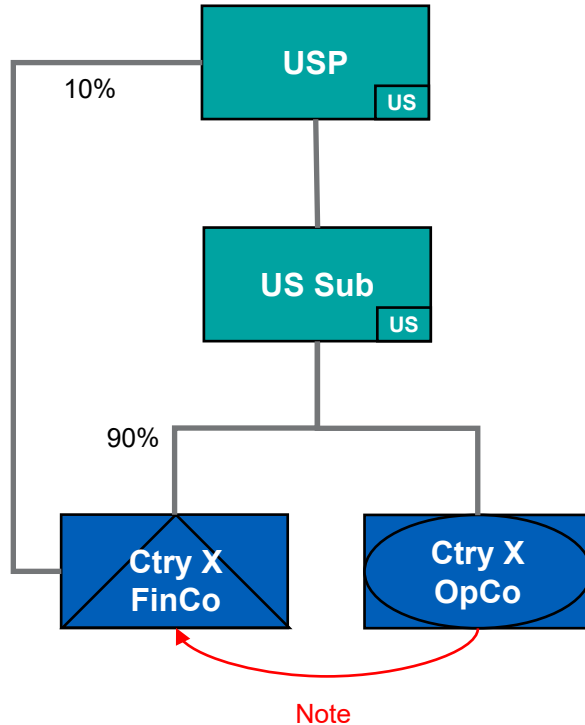 USP
US
10%
US Sub
US
90%
Ctry X
FinCo
Ctry X
OpCo
Note